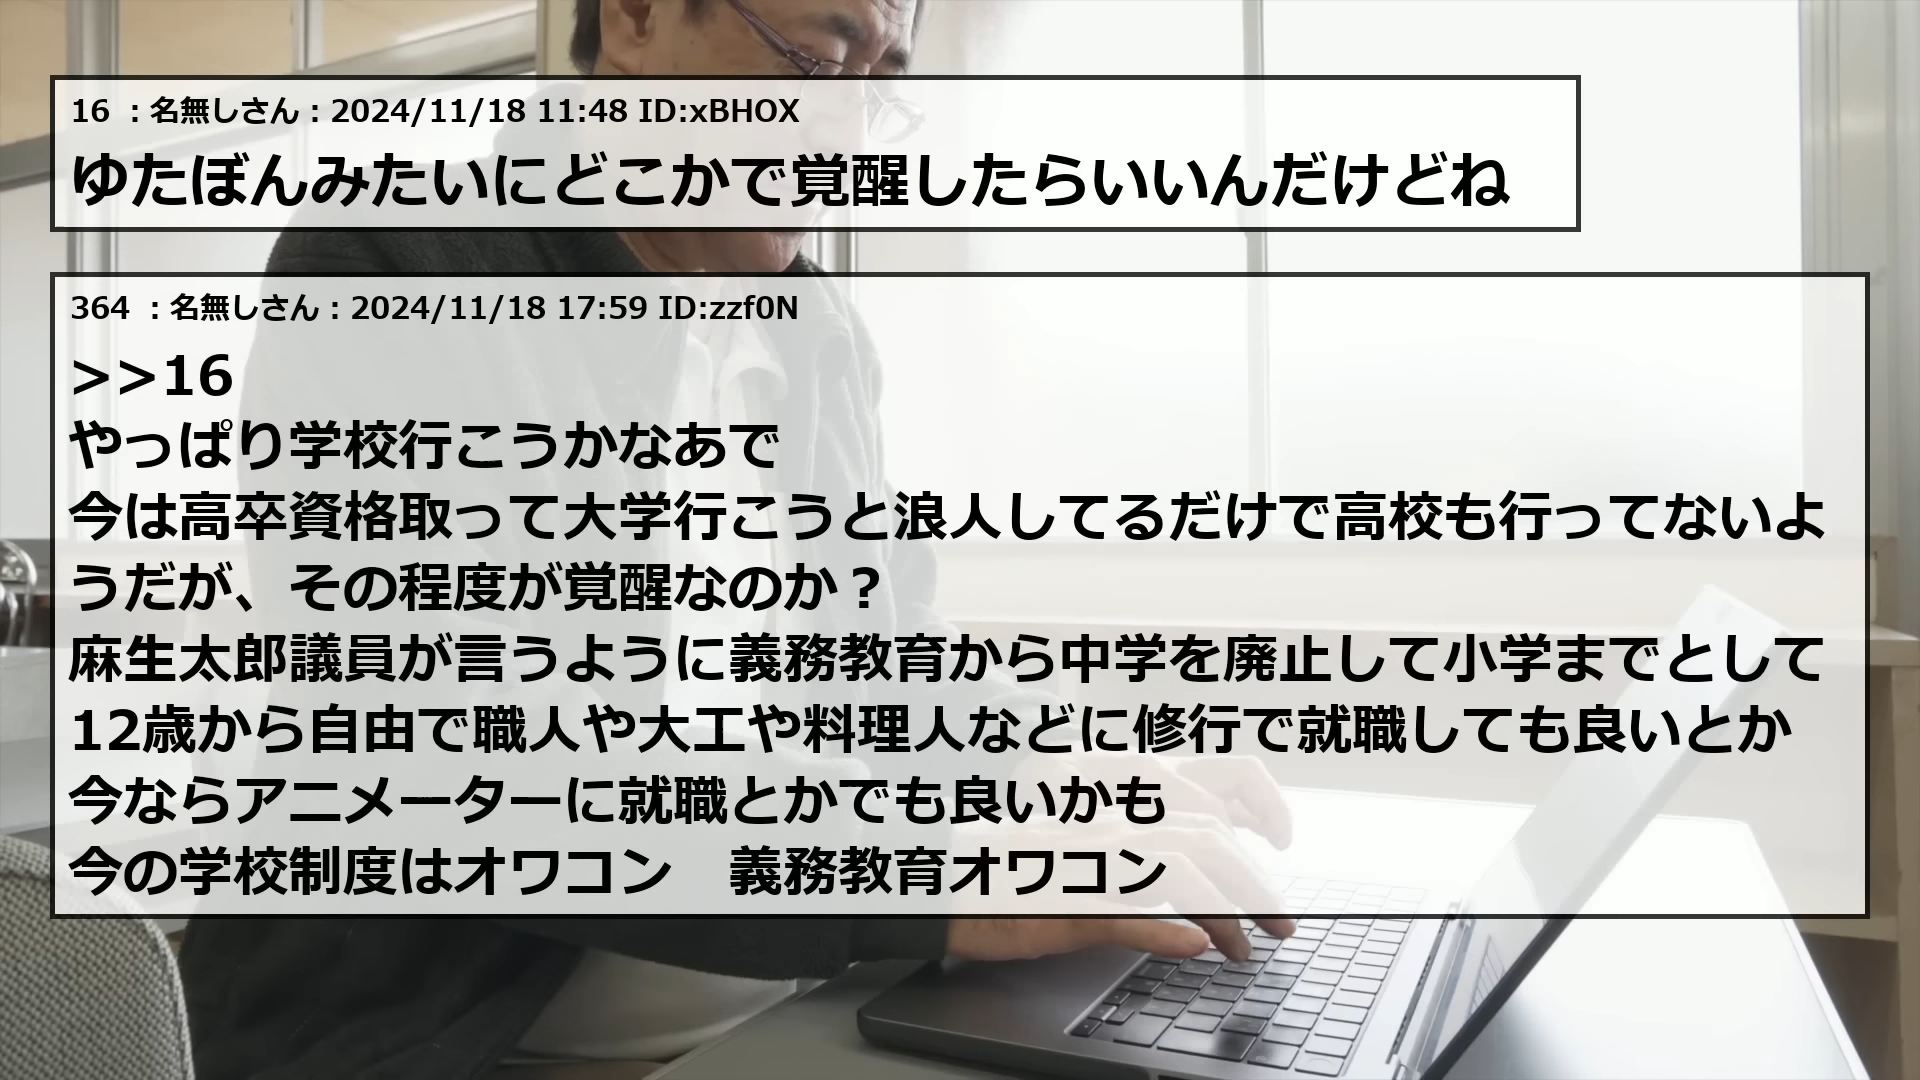 16 ：名無しさん：2024/11/18 11:48 ID:xBHOX
ゆたぼんみたいにどこかで覚醒したらいいんだけどね
364 ：名無しさん：2024/11/18 17:59 ID:zzf0N
>>16
やっぱり学校行こうかなあで
今は高卒資格取って大学行こうと浪人してるだけで高校も行ってないよ
うだが、その程度が覚醒なのか？
麻生太郎議員が言うように義務教育から中学を廃止して小学までとして
12歳から自由で職人や大工や料理人などに修行で就職しても良いとか
今ならアニメーターに就職とかでも良いかも
今の学校制度はオワコン　義務教育オワコン